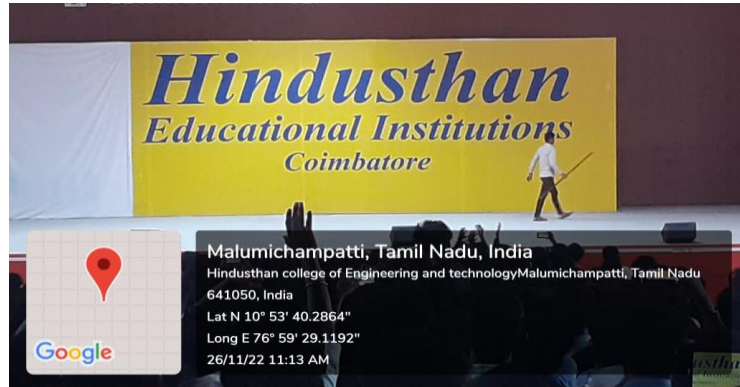 Hindusthan
Educational Institutions
Coimbatore
Malumichampatti, Tamil Nadu, India
Hindusthan college of Engineering and technologyMalumichampatti, Tamil Nadu
641050, India
Lat N 10° 53' 40.2864"
Long E 76° 59' 29.1192"
26/11/22 11:13 AM
Google